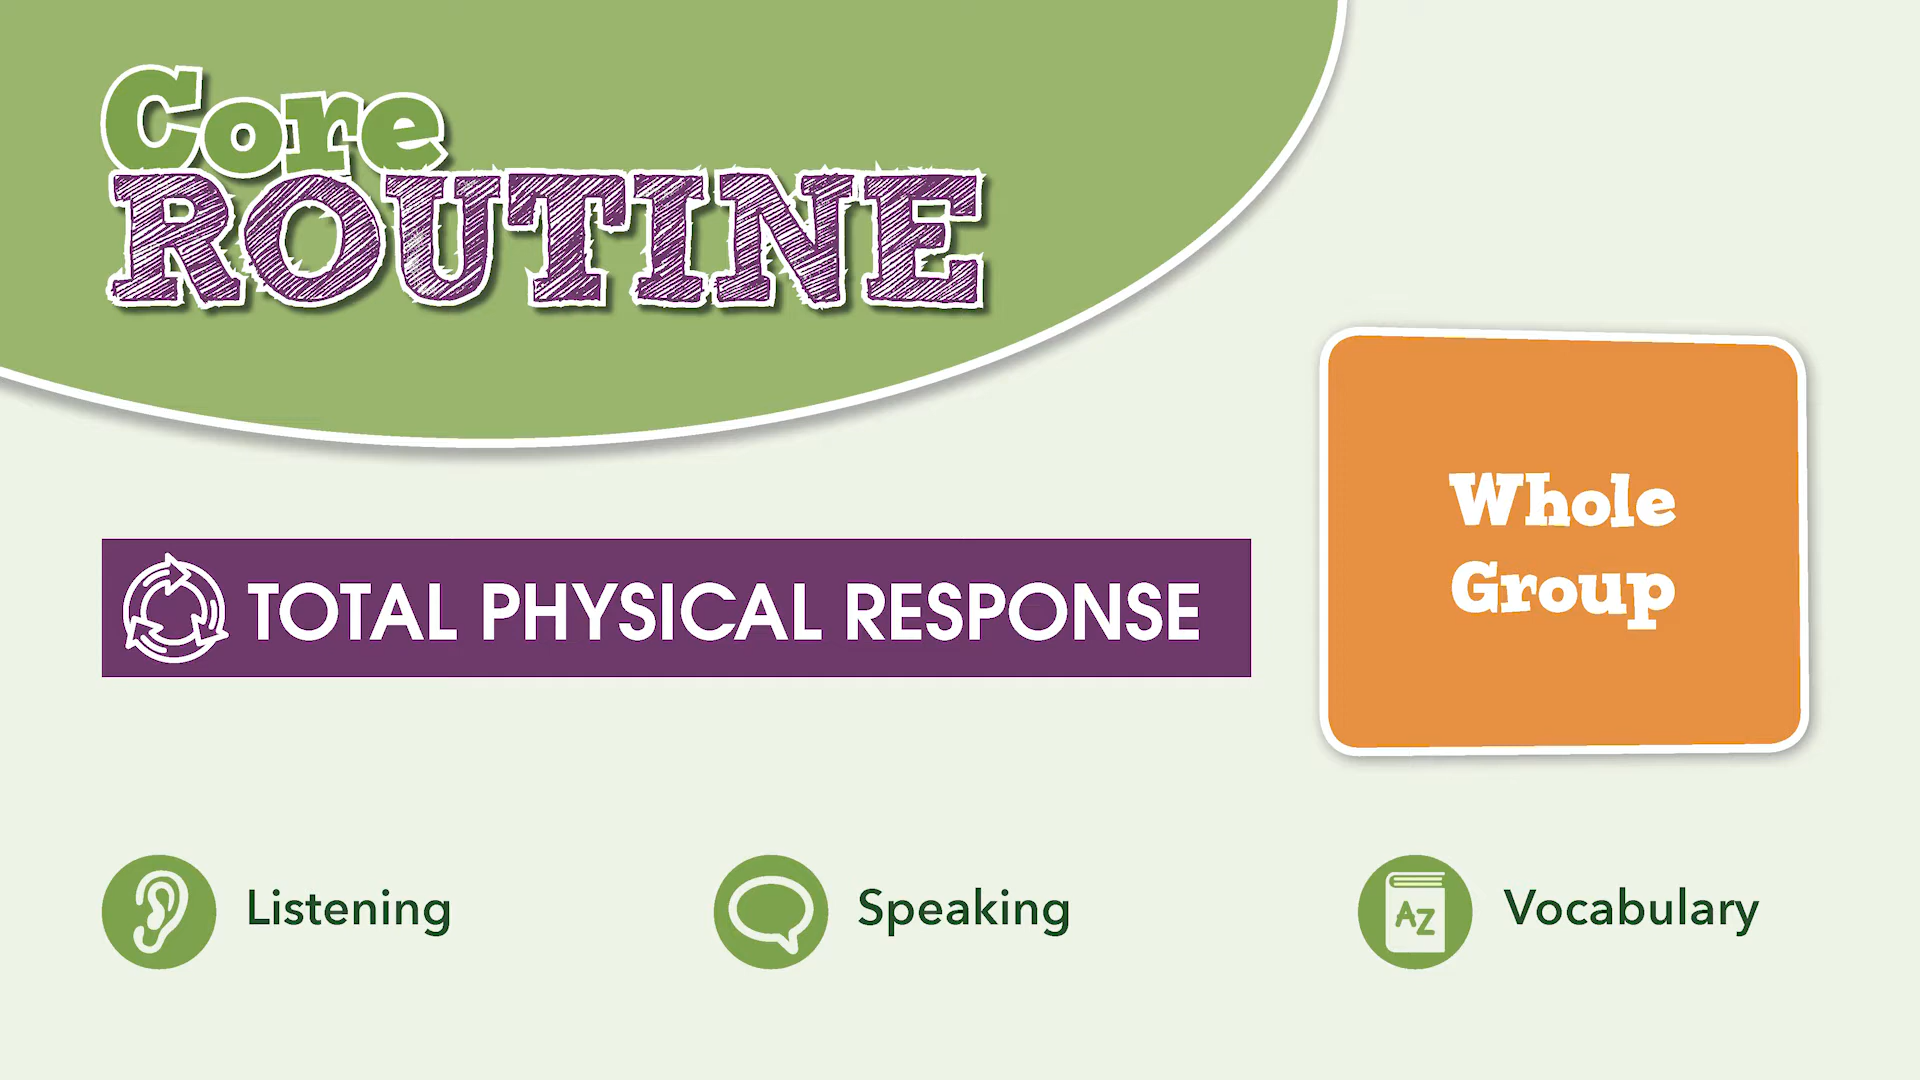 Core
ROUTINE
TOTAL PHYSICAL RESPONSE
Whole
Group
Listening
Speaking
AZ
Vocabulary